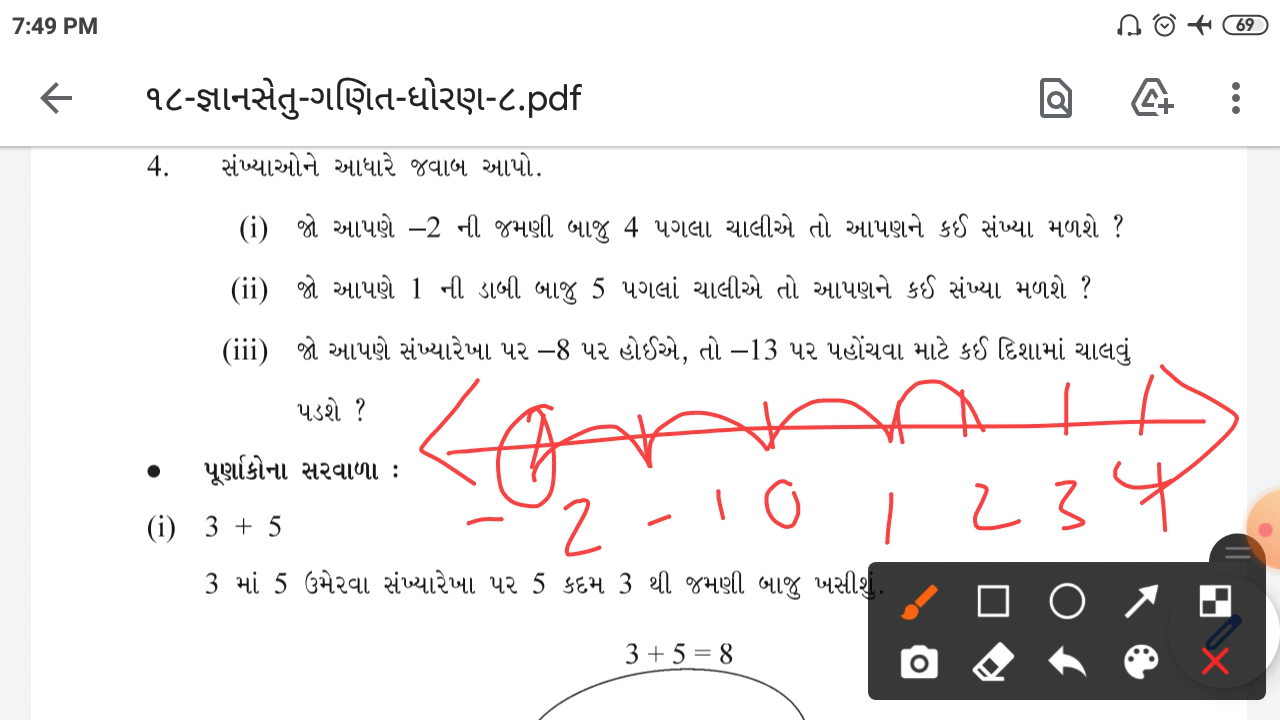 7:49 PM
69
૧૮-જ્ઞાનસેતુ-ગણિત-ધોરણ-૮.pdf
4. સંખ્યાઓને આધારે જવાબ આપો.
(i) જો આપણે –2 ની જમણી બાજુ 4 પગલા ચાલીએ તો આપણને કઈ સંખ્યા મળશે ?
(ii) જો આપણે 1 ની ડાબી બાજુ 5 પગલાં ચાલીએ તો આપણને કઈ સંખ્યા મળશે ?
(iii) જો આપણે સંખ્યારેખા પર –8 પર હોઈએ, તો –13 પર પહોંચવા માટે કઈ દિશામાં ચાલવું
પડશે ?
• પૂર્ણાકોના સરવાળા :
-2 -1 0 1 2 3 4
(i) 3 + 5
3 માં 5 ઉમેરવા સંખ્યારેખા પર 5 કદમ 3 થી જમણી બાજુ ખસીશું.
3 + 5 = 8